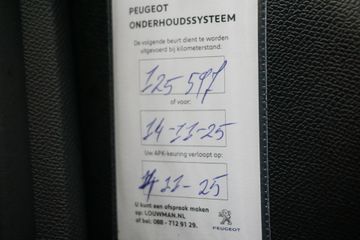 PEUGEOT
ONDERHOUDSSYSTEEM
De volgende beurt dient te worden
uitgevoerd bij kilometerstand:
125 597
of voor:
14-11-25
Uw APK-keuring verloopt op:
11-25
U kunt een afspraak maken
op: LOUWMAN.NL
of bel: 088 - 712 91 29.
PEUGEOT